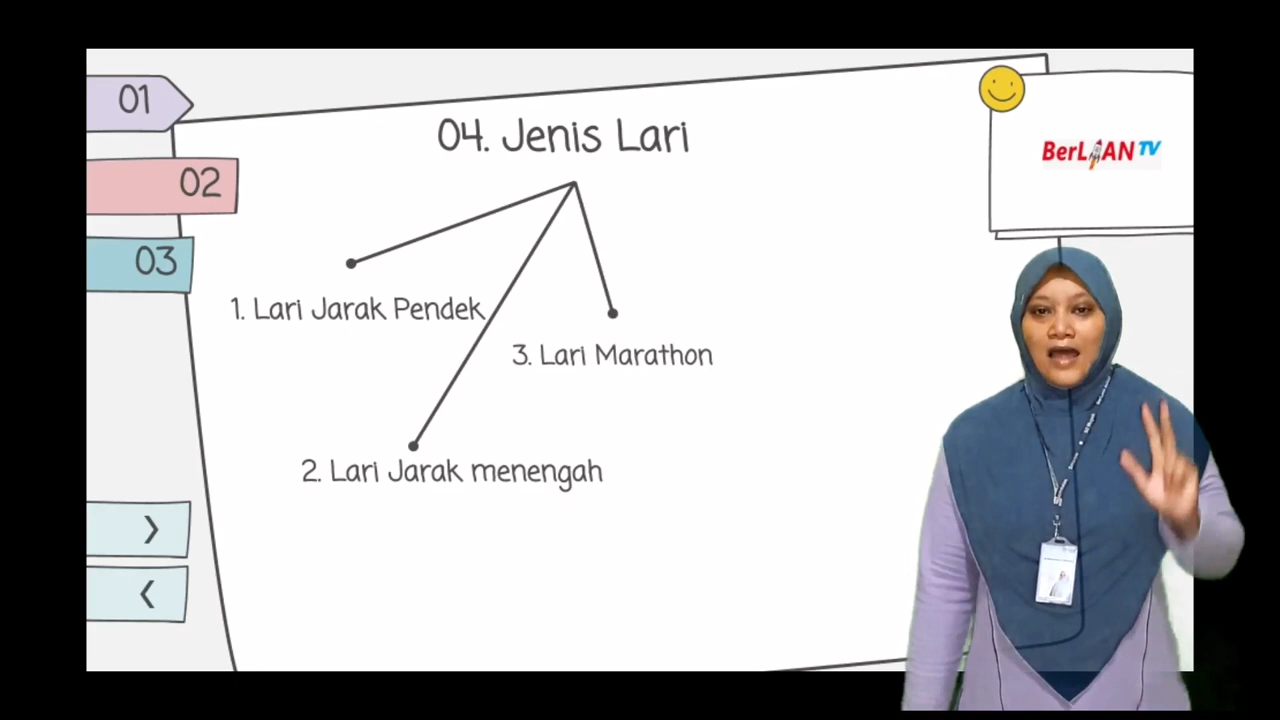 01
02
03
04. Jenis Lari
BerLIAN TV
1. Lari Jarak Pendek
3. Lari Marathon
2. Lari Jarak menengah